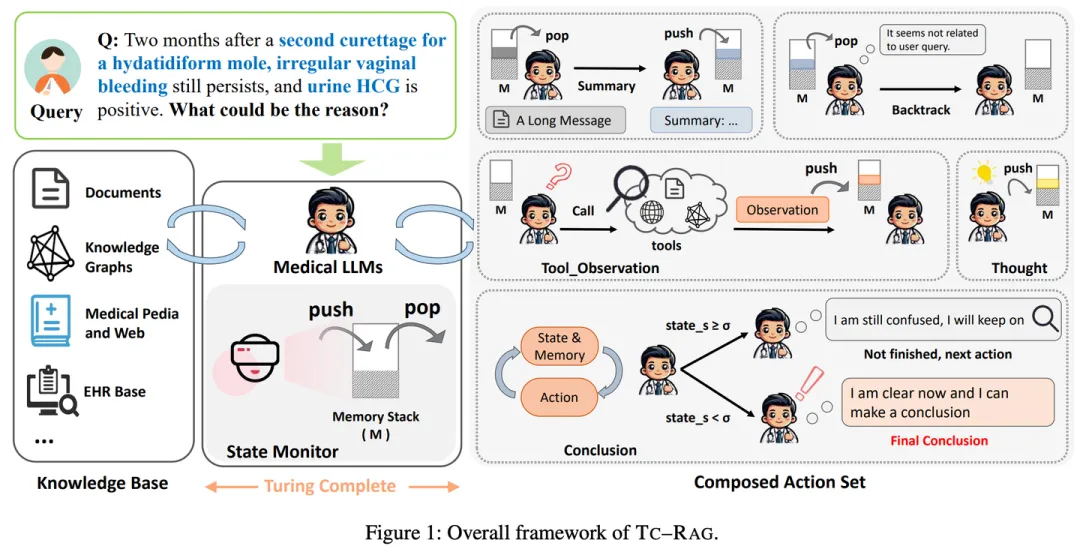 Q: Two months after a second curettage for
a hydatidiform mole, irregular vaginal
bleeding still persists, and urine HCG is
positive. What could be the reason?
Query
Documents
Knowledge
Graphs
Medical Pedia
and Web
EHR Base
...
Knowledge Base
Medical LLMs
push
pop
Memory Stack
( M )
State Monitor
Turing Complete
pop
M
Summary
push
M
A Long Message
Summary: ...
pop
It seems not related
to user query.
M
Backtrack
M
M
Call
tools
push
Observation
M
Tool_Observation
push
M
Thought
State &
Memory
Action
state_s ≥ σ
state_s < σ
I am still confused, I will keep on
Not finished, next action
I am clear now and I can
make a conclusion
Final Conclusion
Conclusion
Composed Action Set
Figure 1: Overall framework of TC–RAG.